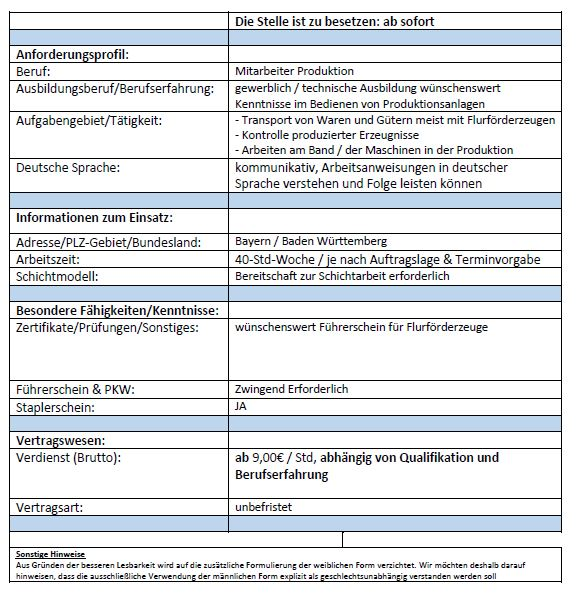 Die Stelle ist zu besetzen: ab sofort
Anforderungsprofil:
Beruf: Mitarbeiter Produktion
Ausbildungsberuf/Berufserfahrung: gewerblich / technische Ausbildung wünschenswert
Kenntnisse im Bedienen von Produktionsanlagen
Aufgabengebiet/Tätigkeit: - Transport von Waren und Gütern meist mit Flurförderzeugen
- Kontrolle produzierter Erzeugnisse
- Arbeiten am Band / der Maschinen in der Produktion
Deutsche Sprache: kommunikativ, Arbeitsanweisungen in deutscher
Sprache verstehen und Folge leisten können
Informationen zum Einsatz:
Adresse/PLZ-Gebiet/Bundesland: Bayern / Baden Württemberg
Arbeitszeit: 40-Std-Woche / je nach Auftragslage & Terminvorgabe
Schichtmodell: Bereitschaft zur Schichtarbeit erforderlich
Besondere Fähigkeiten/Kenntnisse:
Zertifikate/Prüfungen/Sonstiges: wünschenswert Führerschein für Flurförderzeuge
Führerschein & PKW: Zwingend Erforderlich
Staplerschein: JA
Vertragswesen:
Verdienst (Brutto): ab 9,00€ / Std, abhängig von Qualifikation und
Berufserfahrung
Vertragsart: unbefristet
Sonstige Hinweise
Aus Gründen der besseren Lesbarkeit wird auf die zusätzliche Formulierung der weiblichen Form verzichtet. Wir möchten deshalb darauf
hinweisen, dass die ausschließliche Verwendung der männlichen Form explizit als geschlechtsunabhängig verstanden werden soll